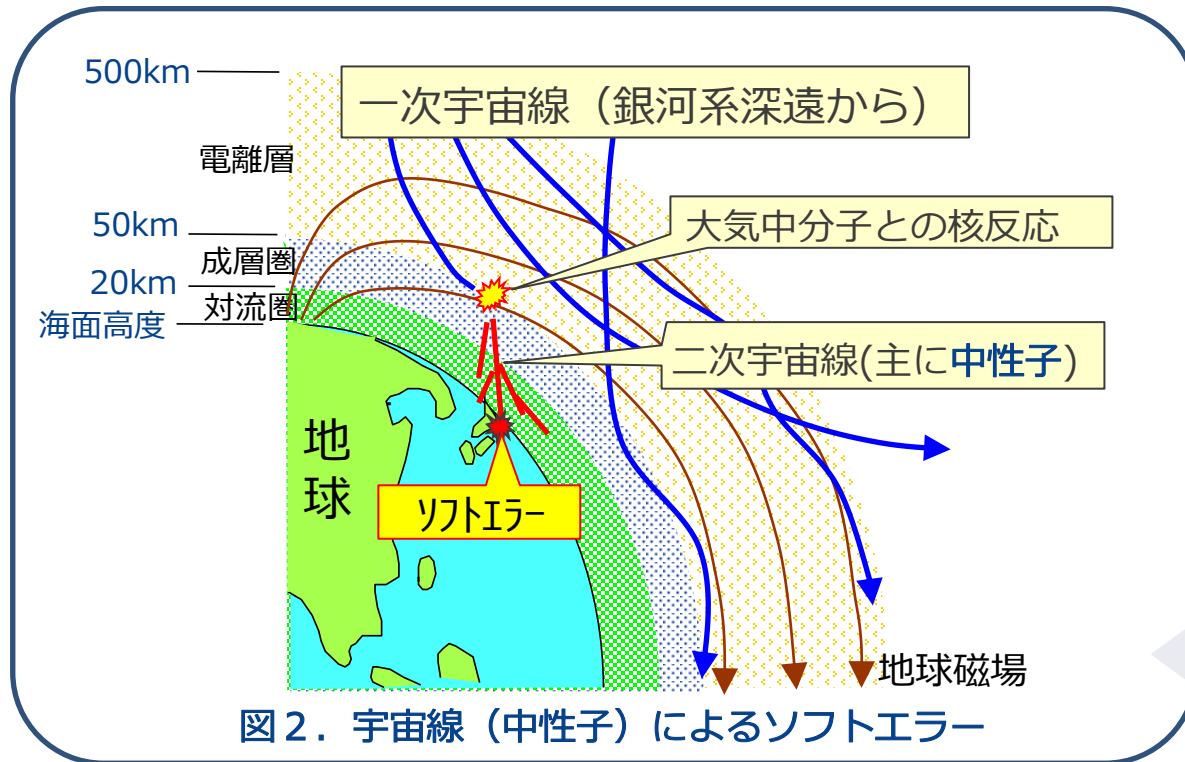 500km
一次宇宙線（銀河系深遠から）
電離層
50km
大気中分子との核反応
成層圏
20km
対流圏
海面高度
二次宇宙線(主に中性子)
地
球
ソフトエラー
地球磁場
図２．宇宙線（中性子）によるソフトエラー